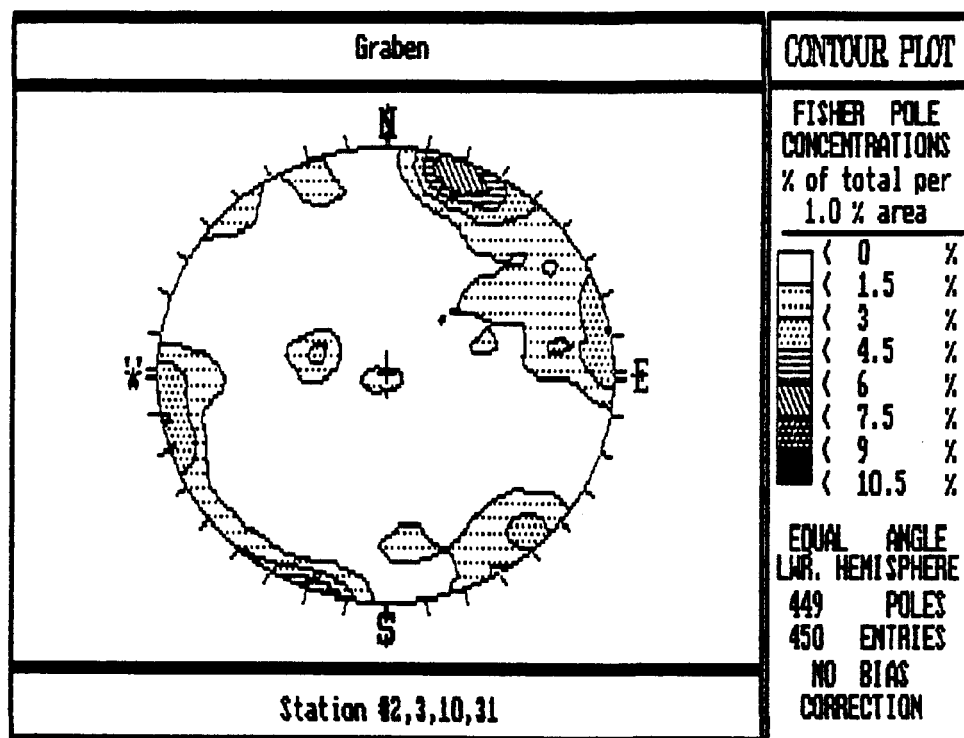 Graben
N
W
E
S
Station #2,3,10,31
CONTOUR PLOT
FISHER POLE
CONCENTRATIONS
% of total per
1.0 % area
< 0 %
< 1.5 %
< 3 %
< 4.5 %
< 6 %
< 7.5 %
< 9 %
< 10.5 %
EQUAL ANGLE
LWR. HEMISPHERE
449 POLES
450 ENTRIES
NO BIAS
CORRECTION